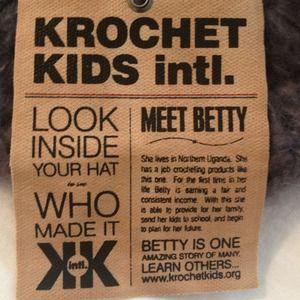 KROCHET
KIDS intl.
LOOK
INSIDE
YOUR HAT
to see
WHO
MADE IT
KK
intl.
MEET BETTY
She lives in Northern Uganda. She
has a job crocheting products like
this one. For the first time in her
life Betty is earning a fair and
consistent income. With this she
is able to provide for her family,
send her kids to school, and begin
to plan for her future.
BETTY IS ONE
AMAZING STORY OF MANY.
LEARN OTHERS...
www.krochetkids.org